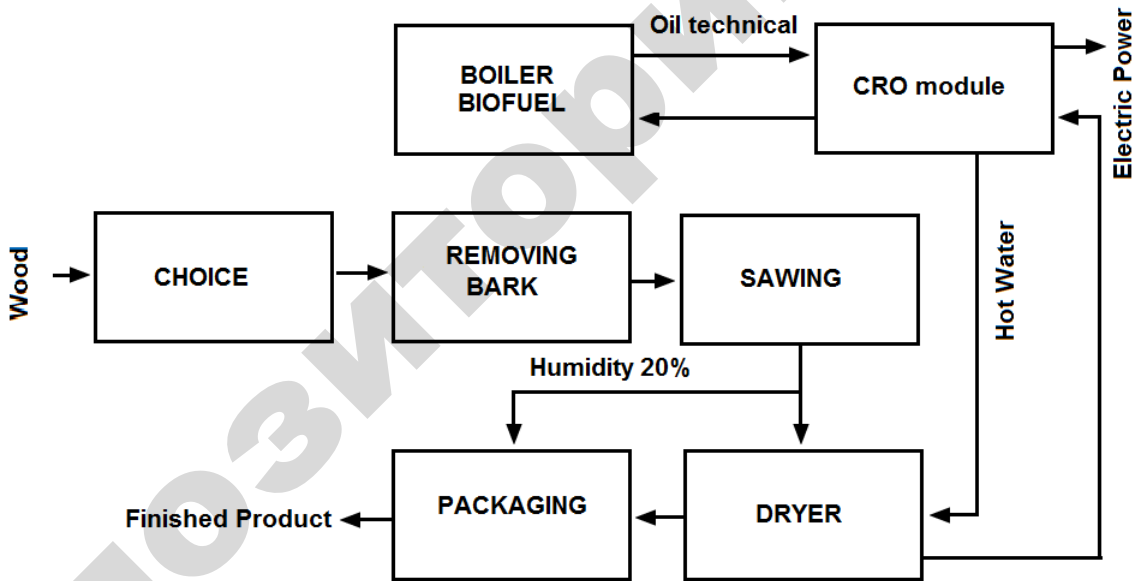 Oil technical
BOILER
BIOFUEL
CRO module
Electric Power
Wood
CHOICE
REMOVING
BARK
SAWING
Hot Water
Humidity 20%
PACKAGING
DRYER
Finished Product
позитори